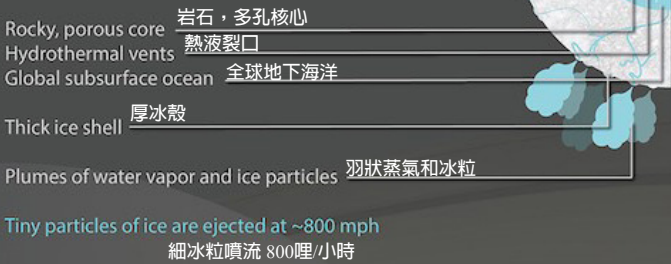 岩石，多孔核心
Rocky, porous core
熱液裂口
Hydrothermal vents
Global subsurface ocean 全球地下海洋
厚冰殼
Thick ice shell
Plumes of water vapor and ice particles 羽狀蒸氣和冰粒
Tiny particles of ice are ejected at ~800 mph
細冰粒噴流 800哩/小時